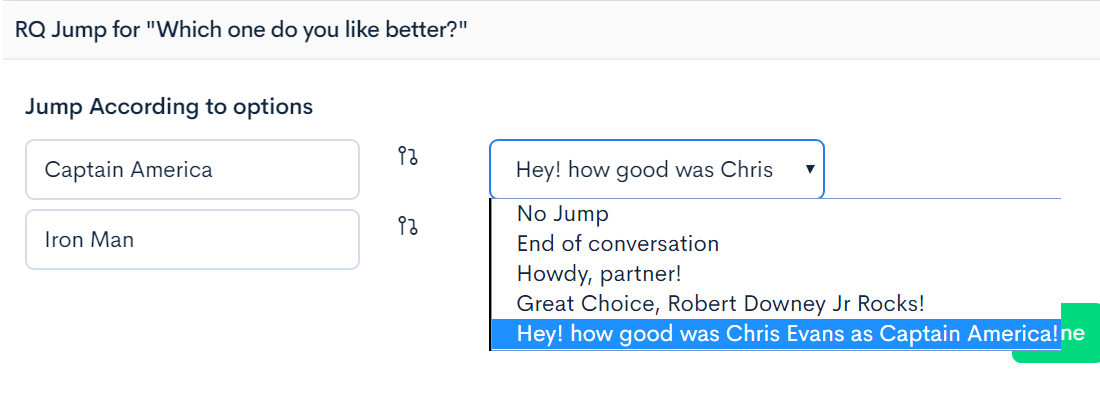 RQ Jump for "Which one do you like better?"
Jump According to options
Captain America
Hey! how good was Chris
Iron Man
No Jump
End of conversation
Howdy, partner!
Great Choice, Robert Downey Jr Rocks!
Hey! how good was Chris Evans as Captain America!
ne